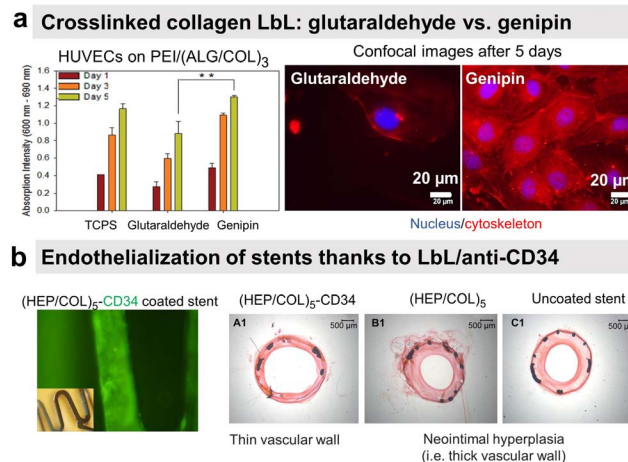 a Crosslinked collagen LbL: glutaraldehyde vs. genipin
HUVECs on PEI/(ALG/COL)3
Absorption Intensity (600 nm - 690 nm)
1.6
1.4
1.2
1.0
0.8
0.6
0.4
0.2
0.0
Day 1
Day 3
Day 5
**
TCPS Glutaraldehyde Genipin
Confocal images after 5 days
Glutaraldehyde
20 μm
20 μm
Genipin
20 μm
20 μm
Nucleus/cytoskeleton
b Endothelialization of stents thanks to LbL/anti-CD34
(HEP/COL)5-CD34 coated stent
(HEP/COL)5-CD34
A1
500 μm
(HEP/COL)5
B1
500 μm
Uncoated stent
C1
500 μm
Thin vascular wall
Neointimal hyperplasia
(i.e. thick vascular wall)